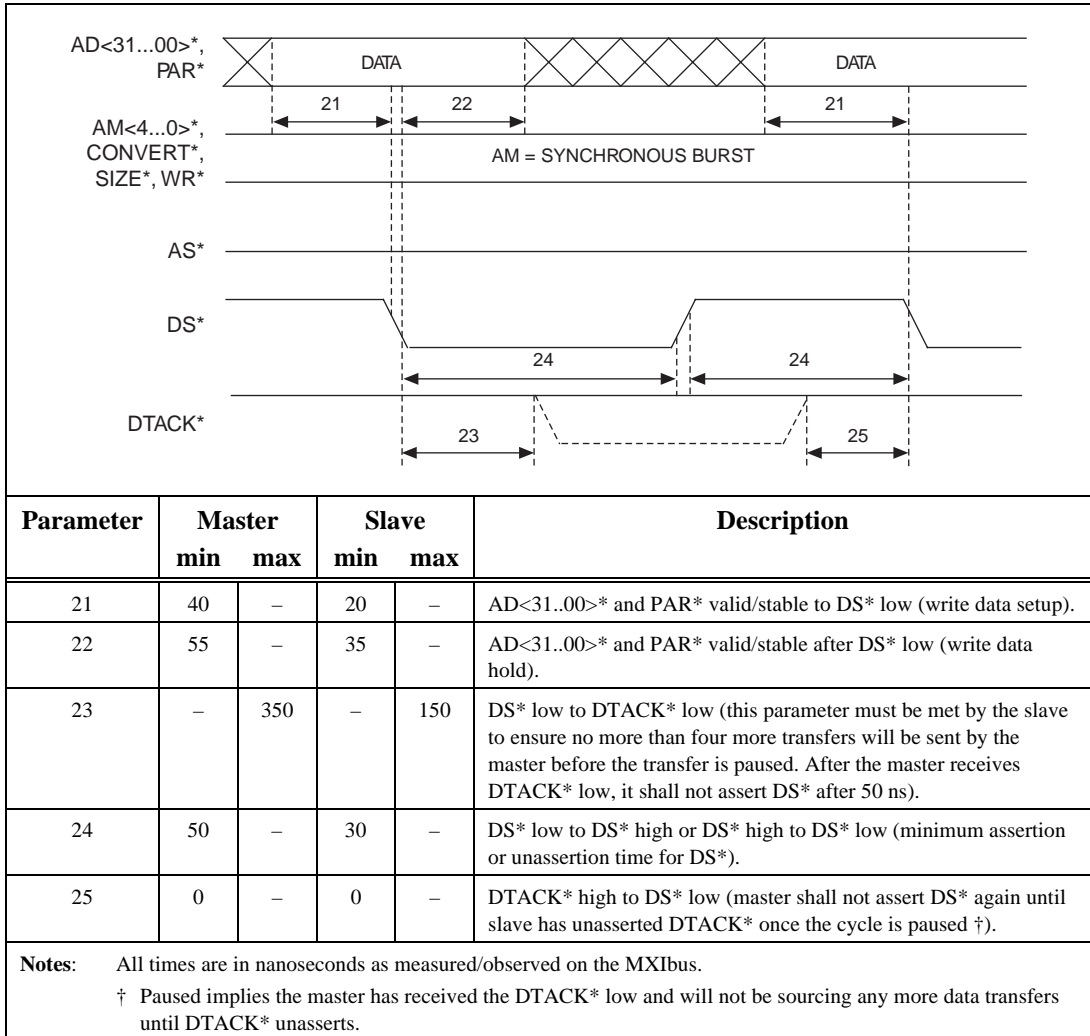 AD<31...00>*,
PAR*
DATA
DATA
21
22
21
AM<4...0>*,
CONVERT*,
SIZE*, WR*
AM = SYNCHRONOUS BURST
AS*
DS*
24
24
DTACK*
23
25
Parameter Master Slave Description
min max min max
21 40 – 20 – AD<31..00>* and PAR* valid/stable to DS* low (write data setup).
22 55 – 35 – AD<31..00>* and PAR* valid/stable after DS* low (write data
hold).
23 – 350 – 150 DS* low to DTACK* low (this parameter must be met by the slave
to ensure no more than four more transfers will be sent by the
master before the transfer is paused. After the master receives
DTACK* low, it shall not assert DS* after 50 ns).
24 50 – 30 – DS* low to DS* high or DS* high to DS* low (minimum assertion
or unassertion time for DS*).
25 0 – 0 – DTACK* high to DS* low (master shall not assert DS* again until
slave has unasserted DTACK* once the cycle is paused †).
Notes: All times are in nanoseconds as measured/observed on the MXIbus.
† Paused implies the master has received the DTACK* low and will not be sourcing any more data transfers
until DTACK* unasserts.